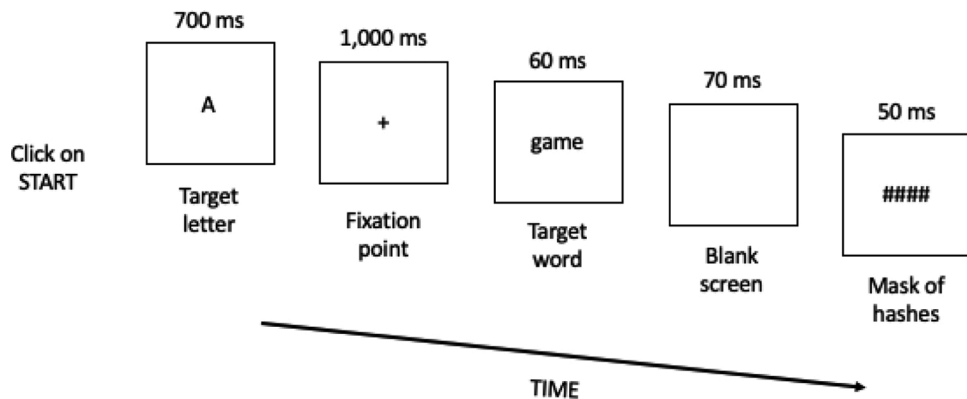 Click on
START
700 ms
A
Target
letter
1,000 ms
+
Fixation
point
60 ms
game
Target
word
70 ms
Blank
screen
50 ms
####
Mask of
hashes
TIME